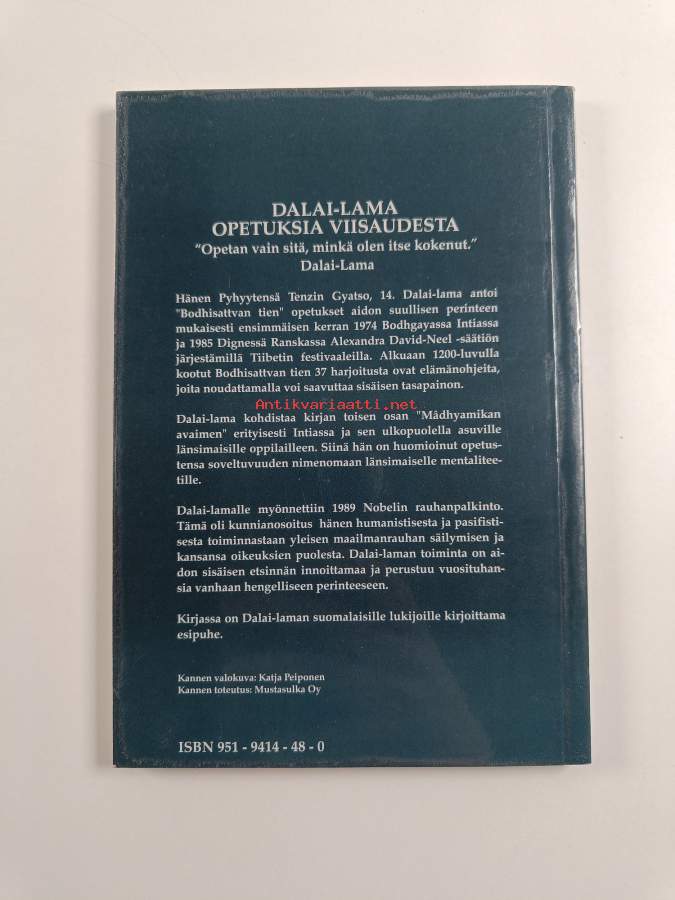 DALAI-LAMA
OPETUKSIA VIISAUDESTA
"Opetan vain sitä, minkä olen itse kokenut."
Dalai-Lama
Hänen Pyhyytensä Tenzin Gyatso, 14. Dalai-lama antoi
"Bodhisattvan tien" opetukset aidon suullisen perinteen
mukaisesti ensimmäisen kerran 1974 Bodhgayassa Intiassa
ja 1985 Dignessä Ranskassa Alexandra David-Neel -säätiön
järjestämillä Tiibetin festivaaleilla. Alkuaan 1200-luvulla
kootut Bodhisattvan tien 37 harjoitusta ovat elämänohjeita,
joita noudattamalla voi saavuttaa sisäisen tasapainon.
Antikvariaatti.net
Dalai-lama kohdistaa kirjan toisen osan "Mâdhyamikan
avaimen" erityisesti Intiassa ja sen ulkopuolella asuville
länsimaisille oppilailleen. Siinä hän on huomioinut opetus-
tensa soveltuvuuden nimenomaan länsimaiselle mentalitee-
tille.
Dalai-lamalle myönnettiin 1989 Nobelin rauhanpalkinto.
Tämä oli kunnianosoitus hänen humanistisesta ja pasifisti-
sesta toiminnastaan yleisen maailmanrauhan säilymisen ja
kansansa oikeuksien puolesta. Dalai-laman toiminta on ai-
don sisäisen etsinnän innoittamaa ja perustuu vuosituhan-
sia vanhaan hengelliseen perinteeseen.
Kirjassa on Dalai-laman suomalaisille lukijoille kirjoittama
esipuhe.
Kannen valokuva: Katja Peiponen
Kannen toteutus: Mustasulka Oy
ISBN 951 - 9414 - 48 - 0